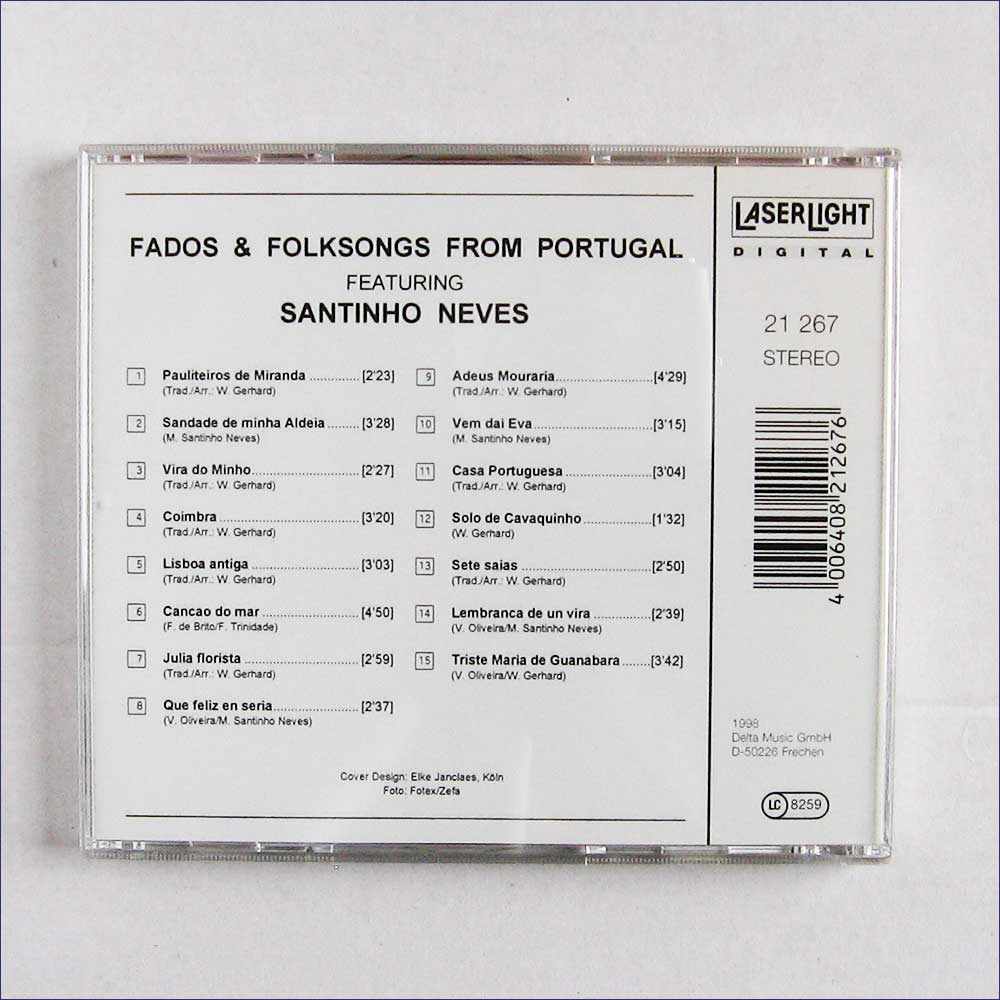 FADOS & FOLKSONGS FROM PORTUGAL
FEATURING
SANTINHO NEVES
1 Pauliteiros de Miranda .............. [2'23]
(Trad./Arr.: W. Gerhard)
2 Sandade de minha Aldeia ........ [3'28]
(M. Santinho Neves)
3 Vira do Minho........................... [2'27]
(Trad./Arr.: W. Gerhard)
4 Coimbra ................................... [3'20]
(Trad./Arr.: W. Gerhard)
5 Lisboa antiga ........................... [3'03]
(Trad./Arr.: W. Gerhard)
6 Cancao do mar ........................ [4'50]
(F. de Brito/F. Trinidade)
7 Julia florista ............................. [2'59]
(Trad./Arr.: W. Gerhard)
8 Que feliz en seria..................... [2'37]
(V. Oliveira/M. Santinho Neves)
9 Adeus Mouraria........................ [4'29]
(Trad./Arr.: W. Gerhard)
10 Vem dai Eva............................. [3'15]
(M. Santinho Neves)
11 Casa Portuguesa ..................... [3'04]
(Trad./Arr.: W. Gerhard)
12 Solo de Cavaquinho ................ [1'32]
(W. Gerhard)
13 Sete saias ................................ [2'50]
(Trad./Arr.: W. Gerhard)
14 Lembranca de un vira ............. [2'39]
(V. Oliveira/M. Santinho Neves)
15 Triste Maria de Guanabara ....... [3'42]
(V. Oliveira/W. Gerhard)
Cover Design: Elke Janclaes, Köln
Foto: Fotex/Zefa
LASERLIGHT
DIGITAL
21 267
STEREO
4 006408 212676
1998
Delta Music GmbH
D-50226 Frechen
LC 8259